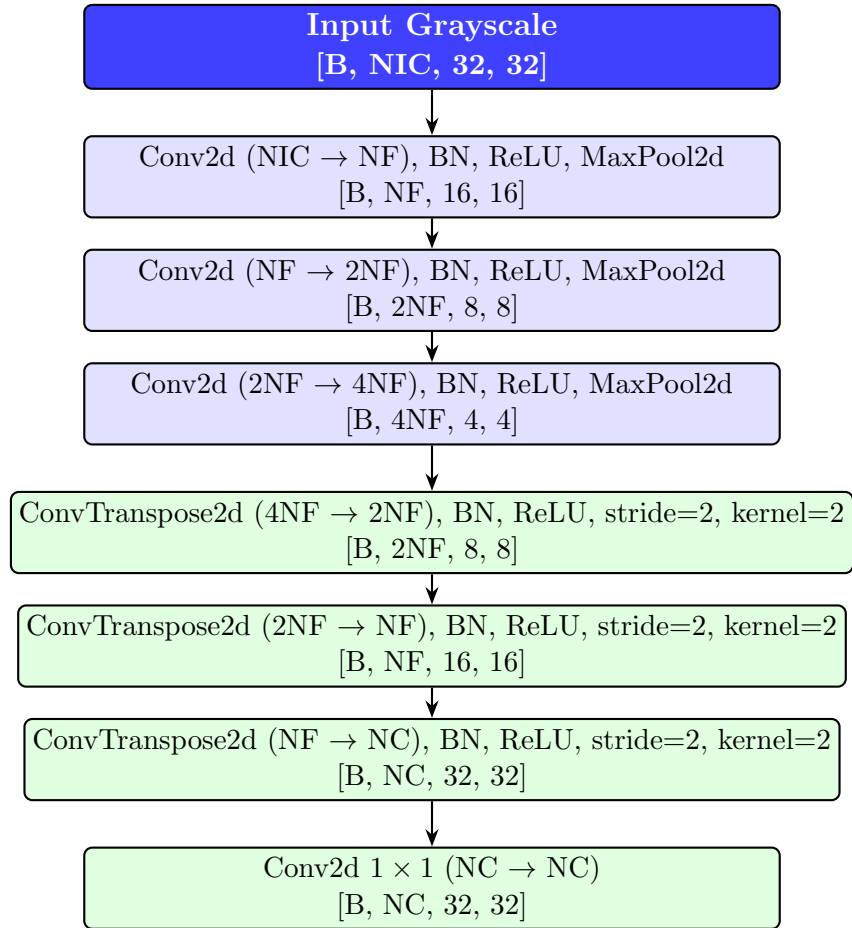 Input Grayscale
[B, NIC, 32, 32]
Conv2d (NIC → NF), BN, ReLU, MaxPool2d
[B, NF, 16, 16]
Conv2d (NF → 2NF), BN, ReLU, MaxPool2d
[B, 2NF, 8, 8]
Conv2d (2NF → 4NF), BN, ReLU, MaxPool2d
[B, 4NF, 4, 4]
ConvTranspose2d (4NF → 2NF), BN, ReLU, stride=2, kernel=2
[B, 2NF, 8, 8]
ConvTranspose2d (2NF → NF), BN, ReLU, stride=2, kernel=2
[B, NF, 16, 16]
ConvTranspose2d (NF → NC), BN, ReLU, stride=2, kernel=2
[B, NC, 32, 32]
Conv2d 1 × 1 (NC → NC)
[B, NC, 32, 32]